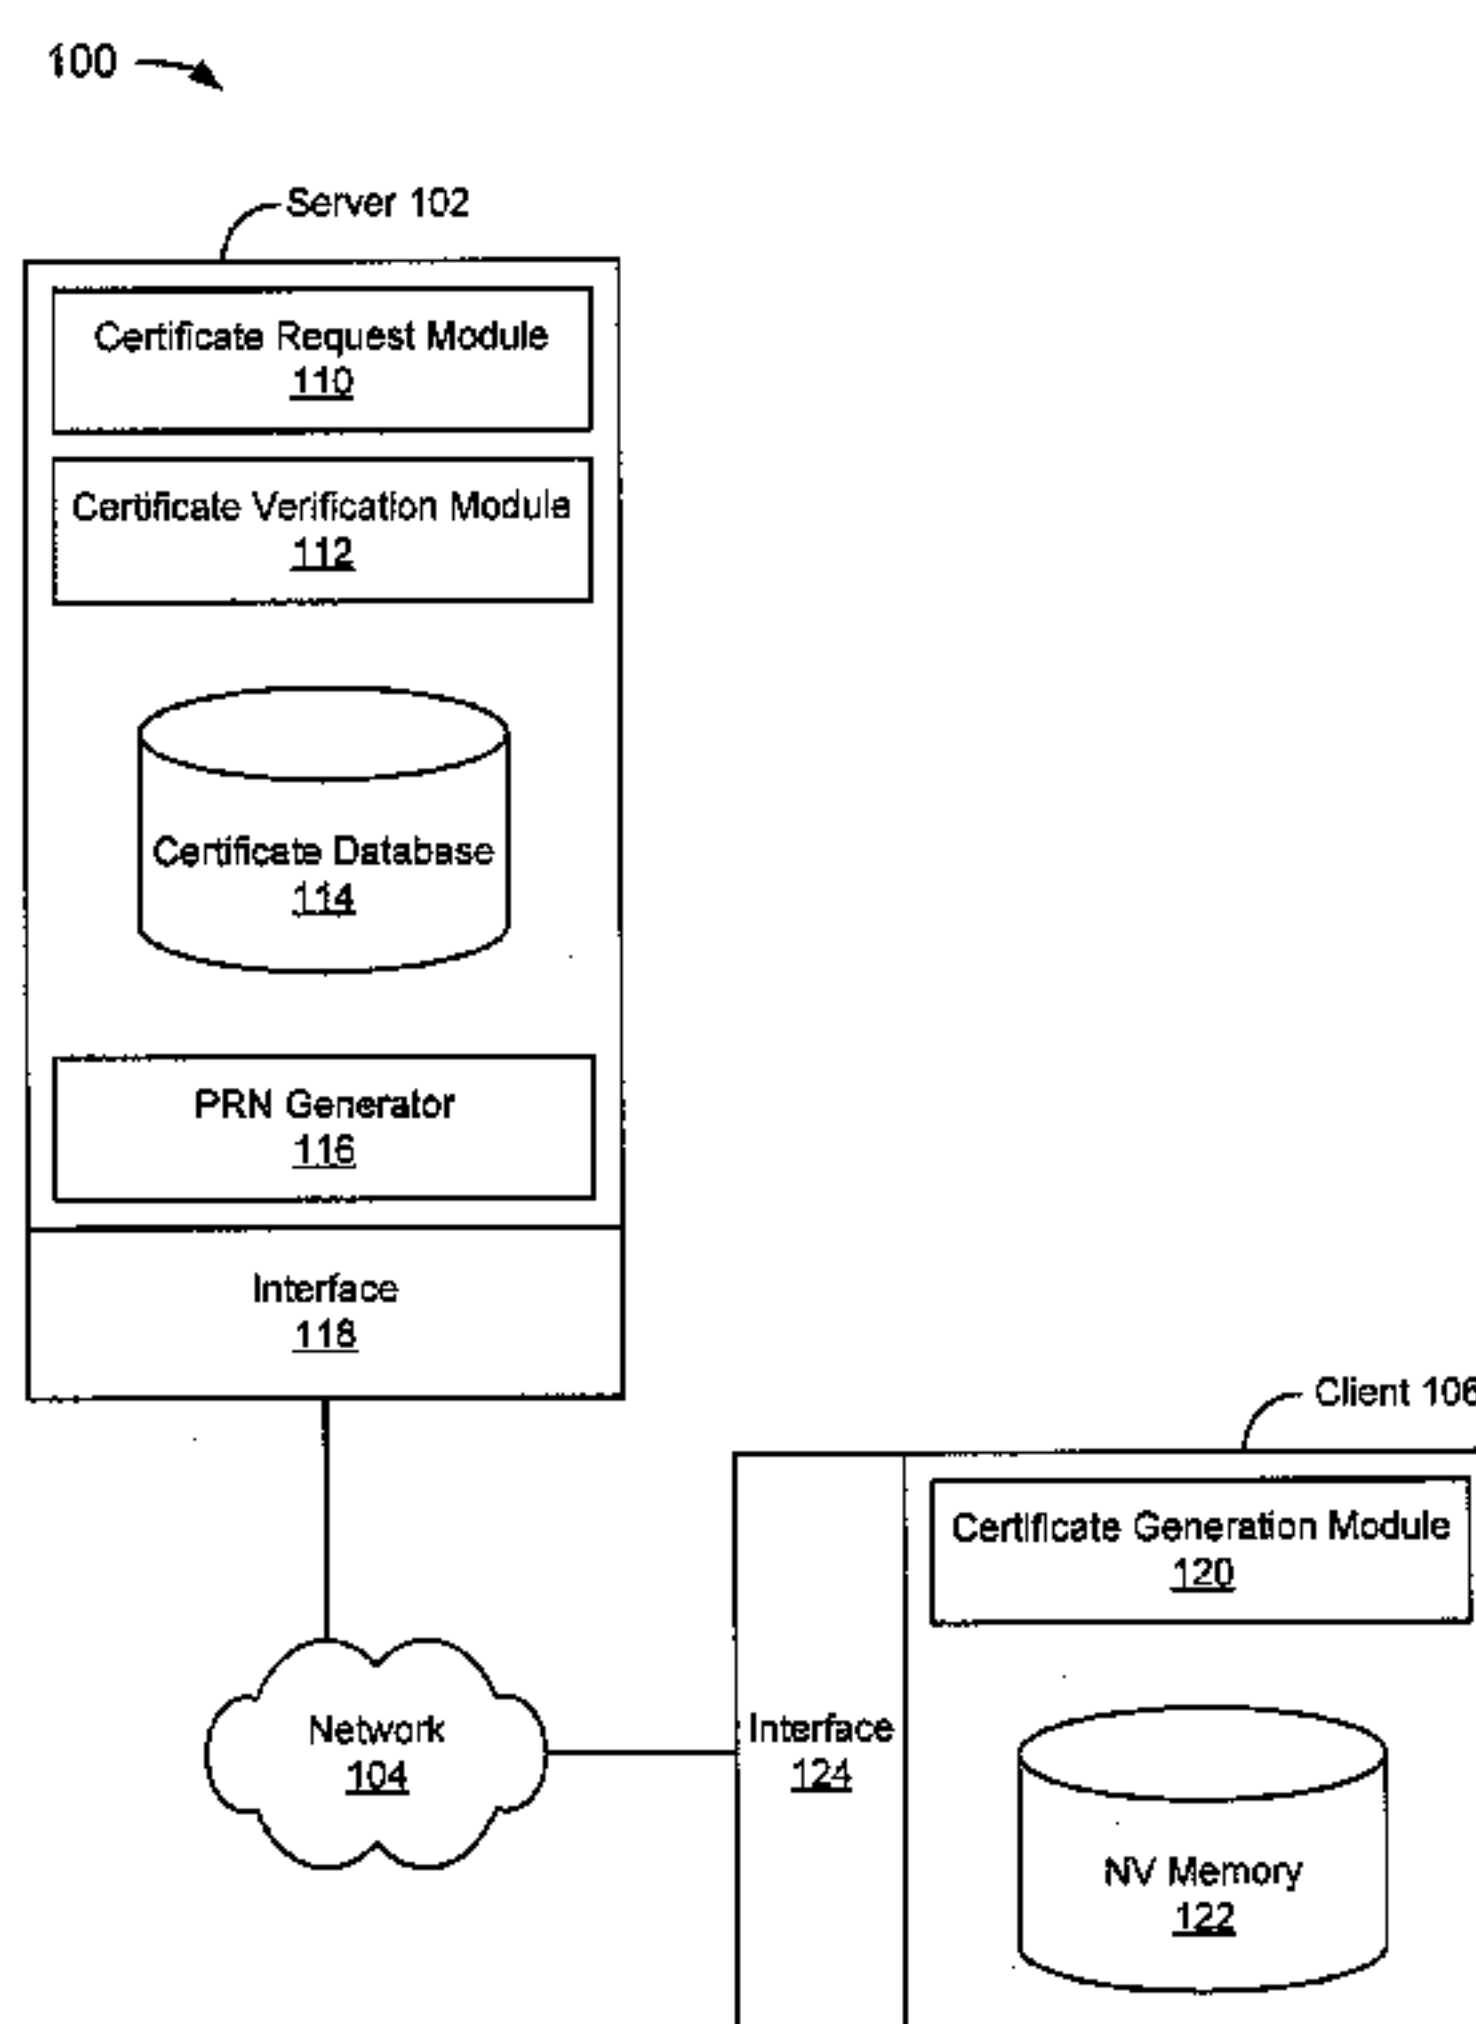 100
Server 102
Certificate Request Module
110
Certificate Verification Module
112
Certificate Database
114
PRN Generator
116
Interface
118
Client 106
Certificate Generation Module
120
Network
104
Interface
124
NV Memory
122